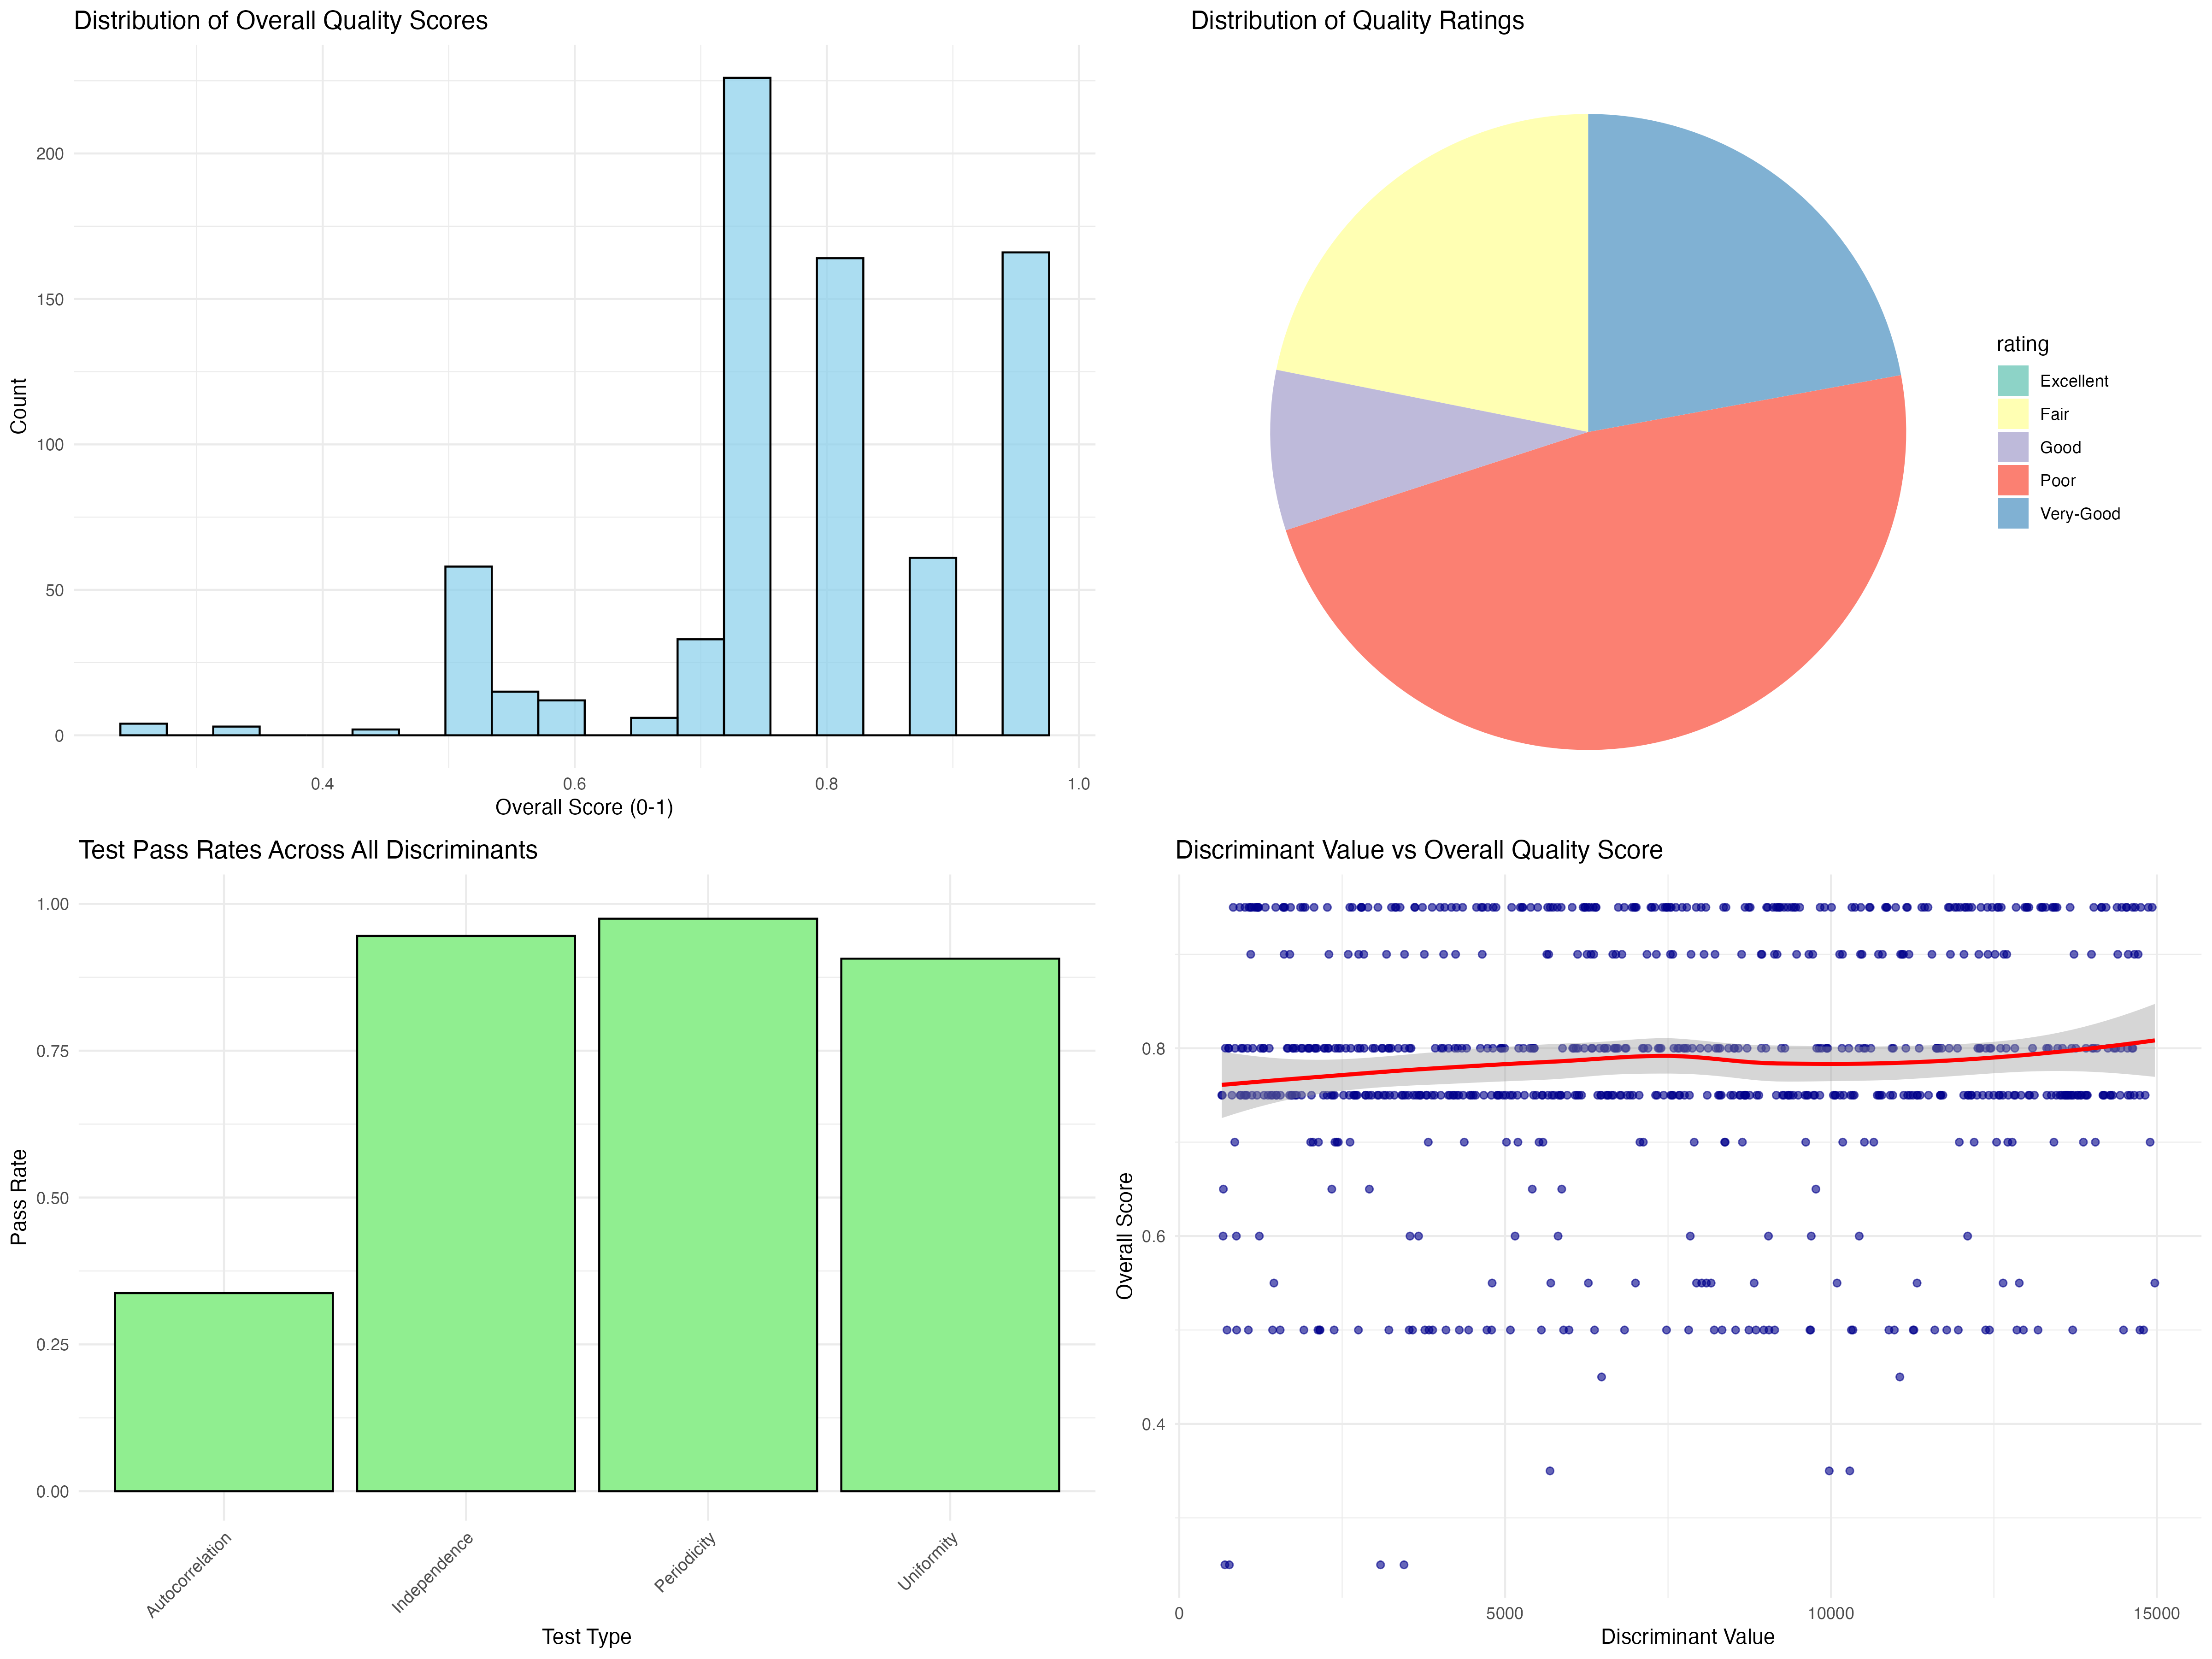 Distribution of Overall Quality Scores
Count
200
150
100
50
0
0.4 0.6 0.8 1.0
Overall Score (0-1)
Distribution of Quality Ratings
rating
Excellent
Fair
Good
Poor
Very-Good
Test Pass Rates Across All Discriminants
Pass Rate
1.00
0.75
0.50
0.25
0.00
Autocorrelation
Independence
Periodicity
Uniformity
Test Type
Discriminant Value vs Overall Quality Score
Overall Score
0.8
0.6
0.4
0 5000 10000 15000
Discriminant Value